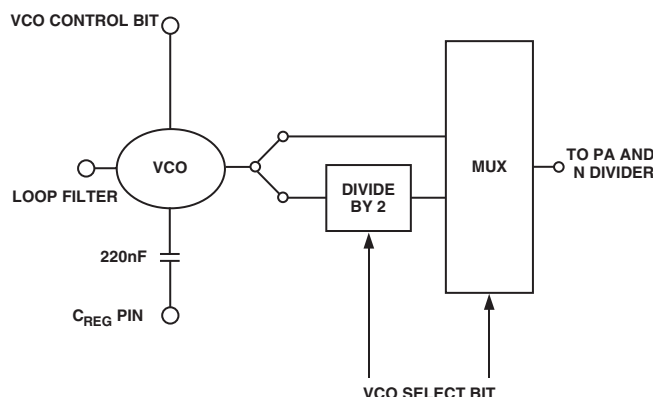 VCO CONTROL BIT
VCO
LOOP FILTER
220nF
CREG PIN
DIVIDE
BY 2
MUX
TO PA AND
N DIVIDER
VCO SELECT BIT